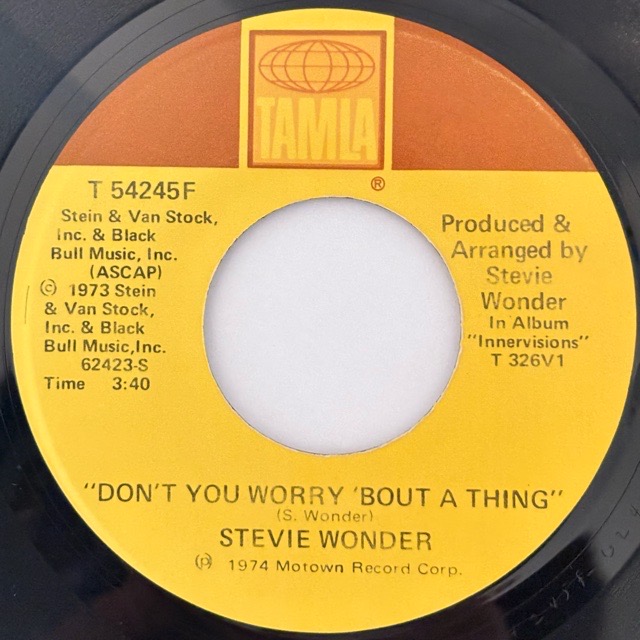 TAMLA
®
T 54245F
Stein & Van Stock,
Inc. & Black
Bull Music, Inc.
(ASCAP)
© 1973 Stein
& Van Stock,
Inc. & Black
Bull Music,Inc.
62423-S
Time 3:40
Produced &
Arranged by
Stevie
Wonder
In Album
"Innervisions"
T 326V1
"DON'T YOU WORRY 'BOUT A THING"
(S. Wonder)
STEVIE WONDER
℗ 1974 Motown Record Corp.